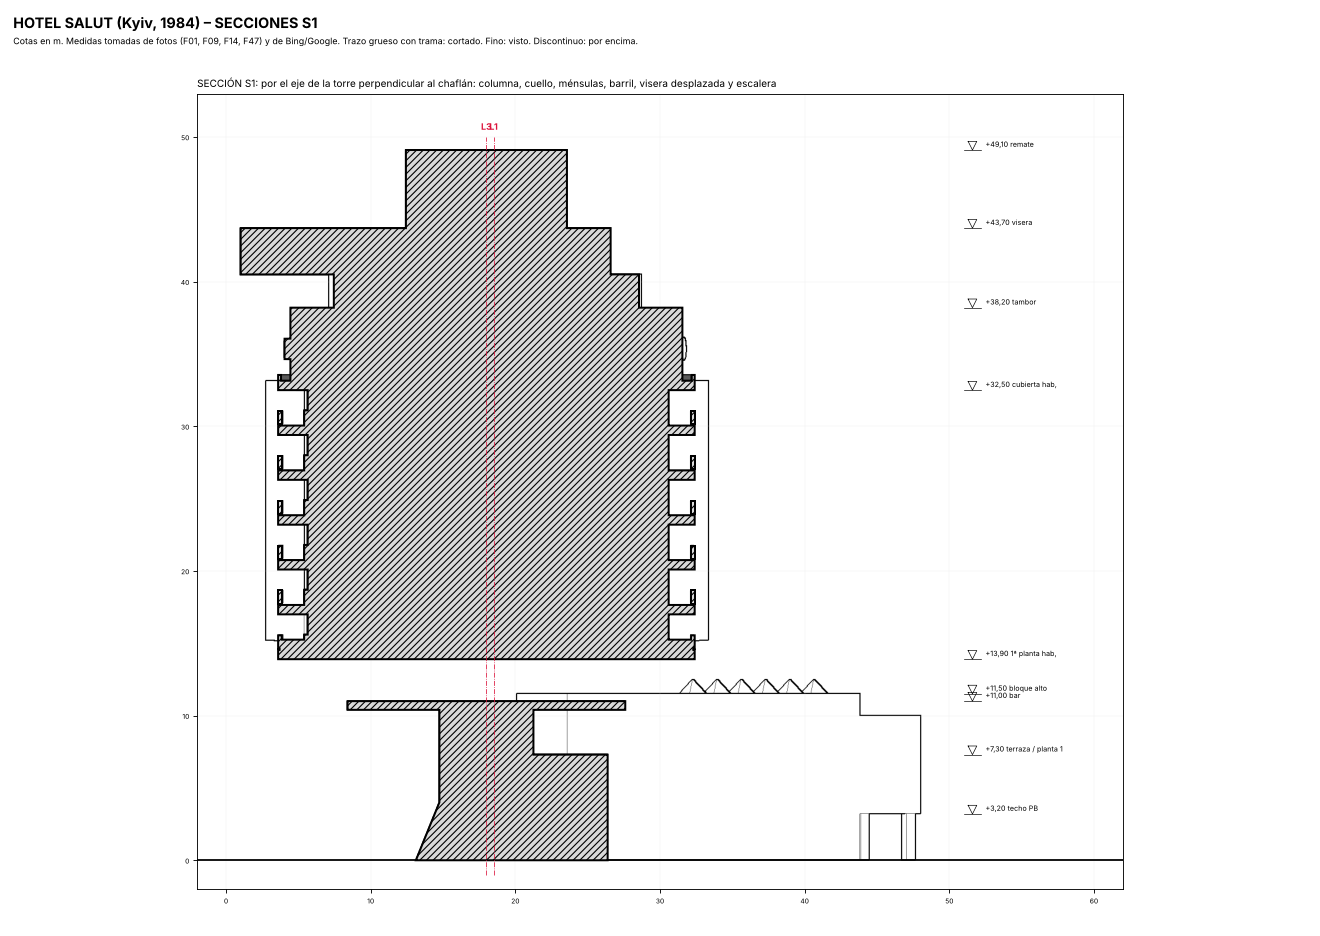 HOTEL SALUT (Kyiv, 1984) – SECCIONES S1
Cotas en m. Medidas tomadas de fotos (F01, F09, F14, F47) y de Bing/Google. Trazo grueso con trama: cortado. Fino: visto. Discontinuo: por encima.
SECCIÓN S1: por el eje de la torre perpendicular al chaflán: columna, cuello, ménsulas, barril, visera desplazada y escalera
L3 L1
50
+49,10 remate
+43,70 visera
40
+38,20 tambor
+32,50 cubierta hab,
30
20
+13,90 1ª planta hab,
+11,50 bloque alto
+11,00 bar
10
+7,30 terraza / planta 1
+3,20 techo PB
0
0 10 20 30 40 50 60